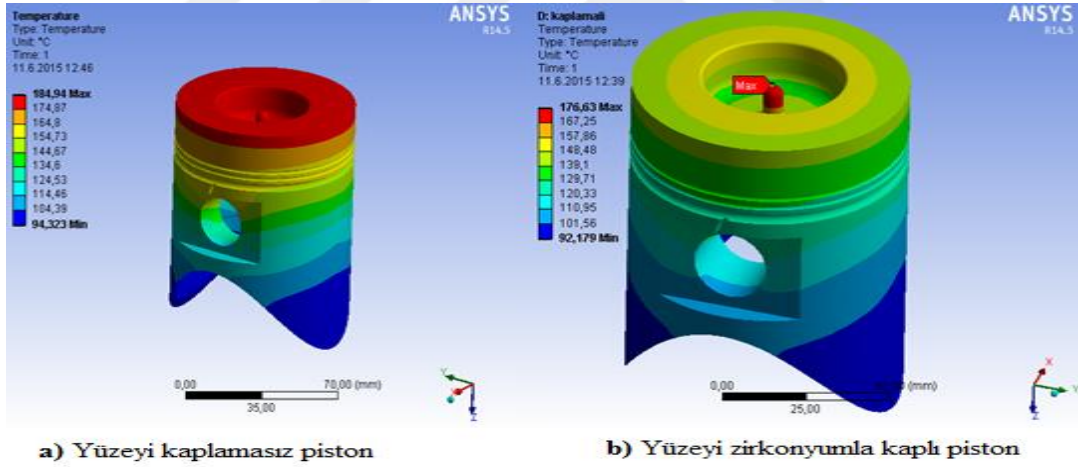 Temperature
Type: Temperature
Unit: °C
Time: 1
11.6.2015 12:46
184,94 Max
174,87
164,8
154,73
144,67
134,6
124,53
114,46
104,39
94,323 Min
ANSYS
R14.5
0,00
70,00 (mm)
35,00
Y
X
Z
a) Yüzeyi kaplamasız piston
D: kaplamali
Temperature
Type: Temperature
Unit: °C
Time: 1
11.6.2015 12:39
176,63 Max
167,25
157,86
148,48
139,1
129,71
120,33
110,95
101,56
92,179 Min
Max
ANSYS
R14.5
0,00
(mm)
25,00
X
Y
Z
b) Yüzeyi zirkonyumla kaplı piston